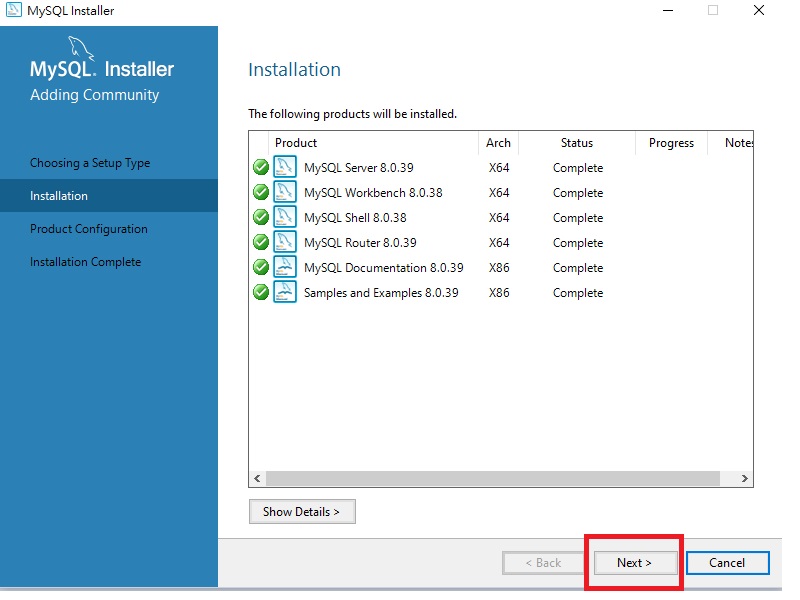 MySQL Installer
MySQL. Installer
Adding Community
Choosing a Setup Type
Installation
Product Configuration
Installation Complete
Installation
The following products will be installed.
Product Arch Status Progress Notes
MySQL Server 8.0.39 X64 Complete
MySQL Workbench 8.0.38 X64 Complete
MySQL Shell 8.0.38 X64 Complete
MySQL Router 8.0.39 X64 Complete
MySQL Documentation 8.0.39 X86 Complete
Samples and Examples 8.0.39 X86 Complete
Show Details >
< Back Next > Cancel